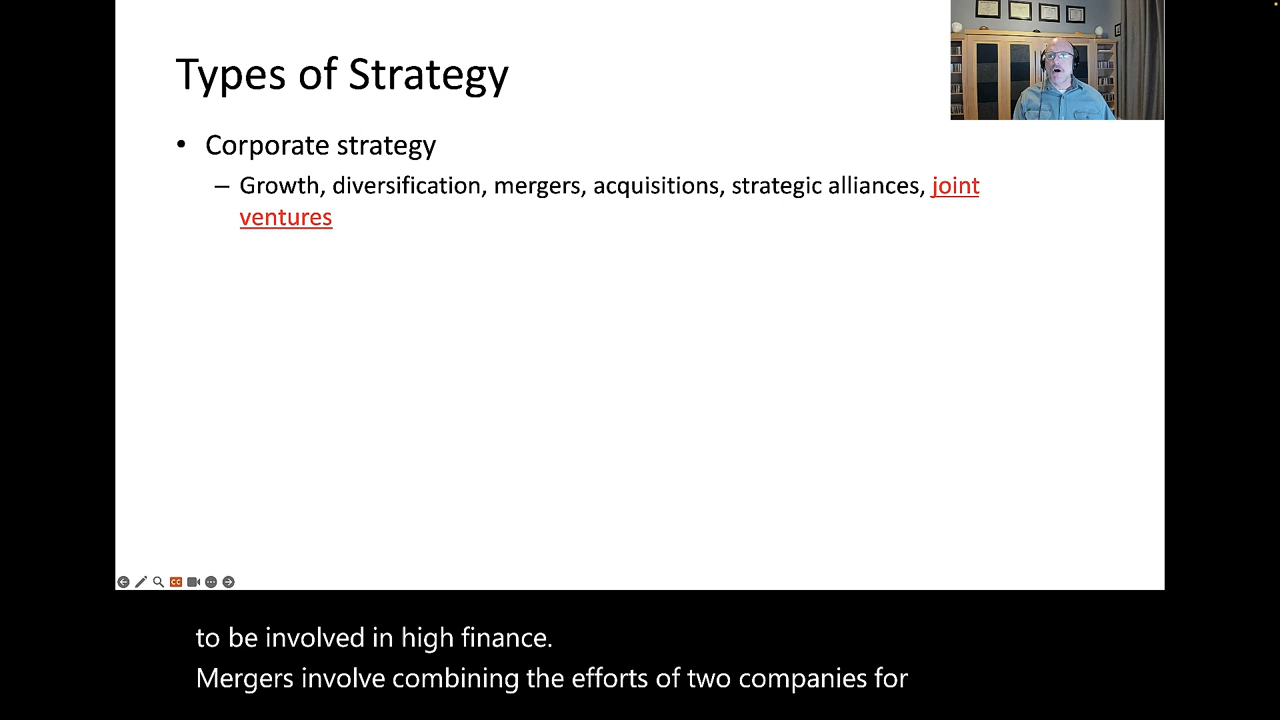 Types of Strategy
• Corporate strategy
– Growth, diversification, mergers, acquisitions, strategic alliances, joint
ventures
CC
to be involved in high finance.
Mergers involve combining the efforts of two companies for